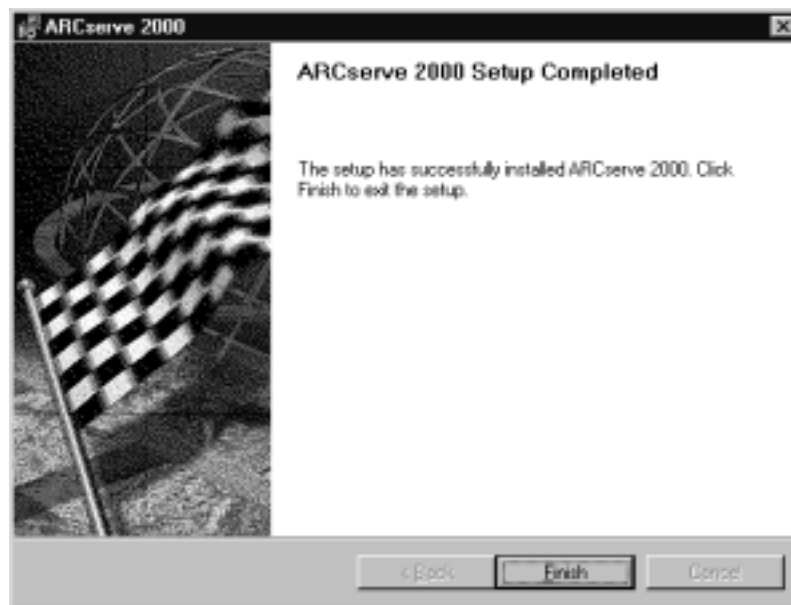 ARCserve 2000
ARCserve 2000 Setup Completed
The setup has successfully installed ARCserve 2000. Click
Finish to exit the setup.
< Back
Finish
Cancel